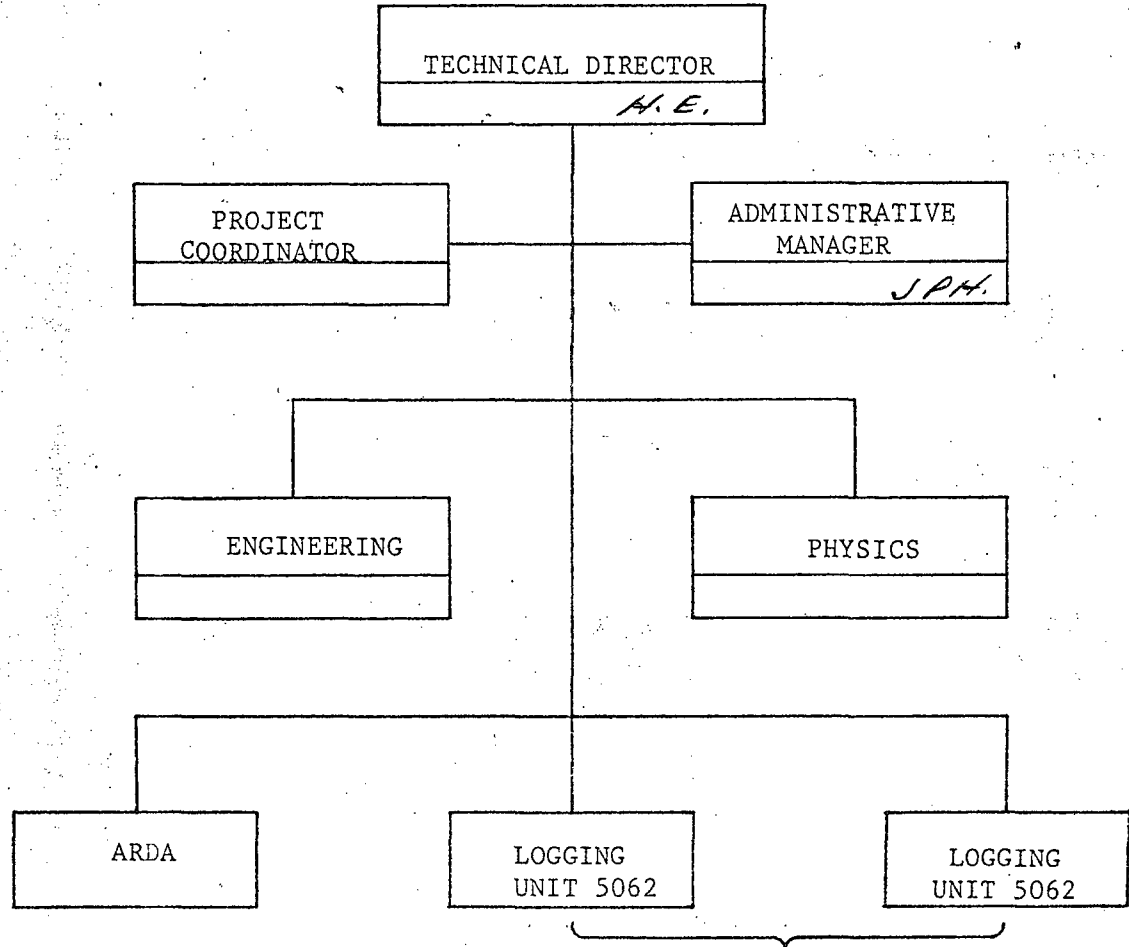 TECHNICAL DIRECTOR
H.E.
PROJECT
COORDINATOR
ADMINISTRATIVE
MANAGER
JPH.
ENGINEERING
PHYSICS
ARDA
LOGGING
UNIT 5062
LOGGING
UNIT 5062